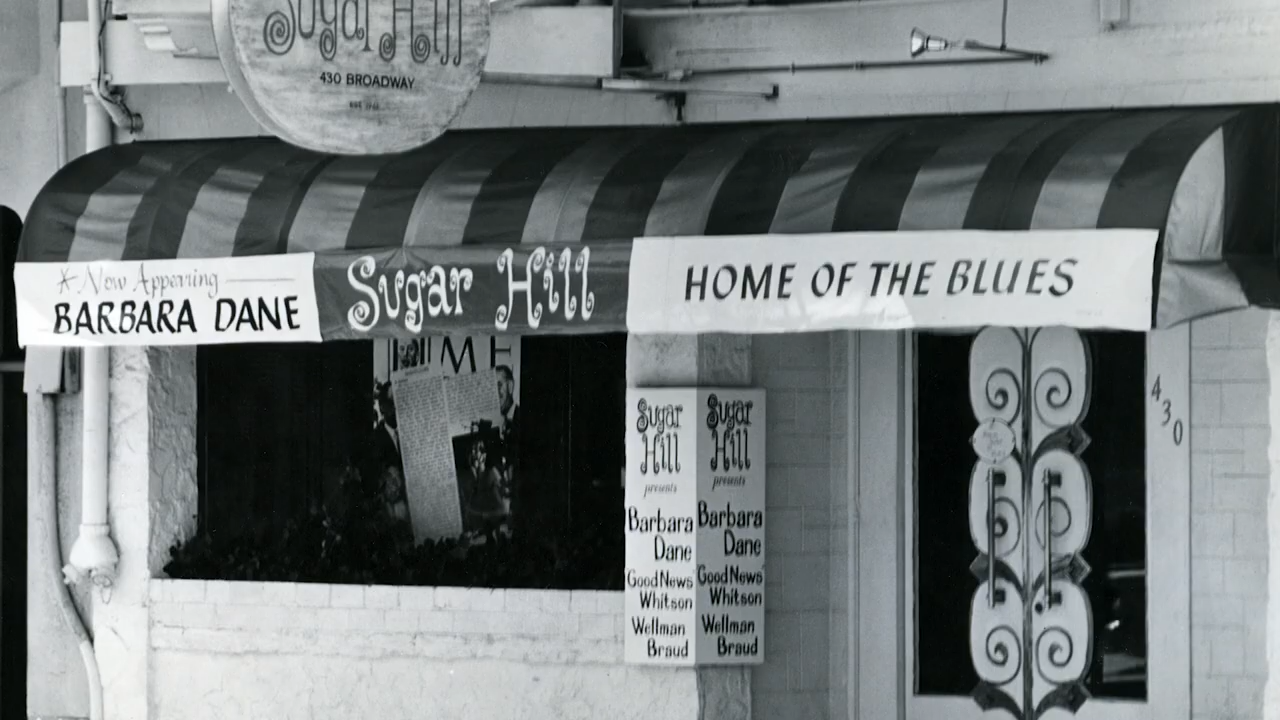 Sugar Hill
430 BROADWAY
Now Appearing
BARBARA DANE
Sugar Hill
HOME OF THE BLUES
Sugar
Hill
presents
Barbara
Dane
Good News
Whitson
Wellman
Braud
Sugar
Hill
presents
Barbara
Dane
Good News
Whitson
Wellman
Braud
430